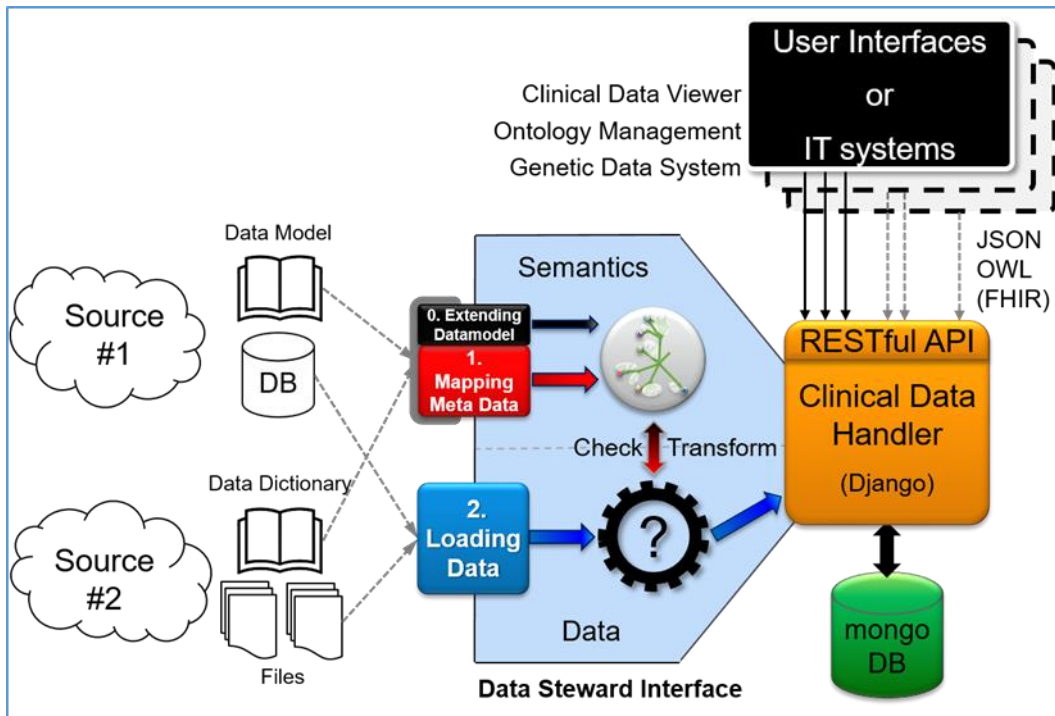 User Interfaces
or
IT systems
Clinical Data Viewer
Ontology Management
Genetic Data System
JSON
OWL
(FHIR)
Data Model
Source
#1
DB
Semantics
0. Extending
Datamodel
1.
Mapping
Meta Data
RESTful API
Clinical Data
Handler
(Django)
Check Transform
Data Dictionary
Source
#2
Files
2.
Loading
Data
?
Data
mongo
DB
Data Steward Interface